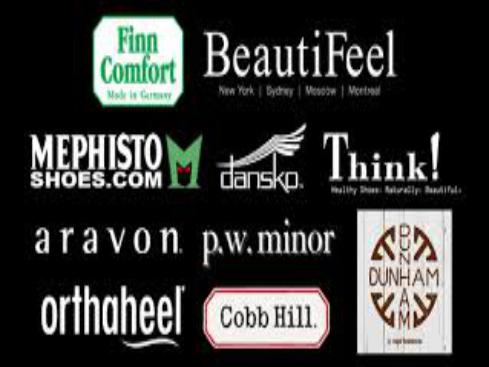 Finn
Comfort
Made in Germany
BeautiFeel
New York | Sydney | Moscow | Montreal
MEPHISTO
SHOES.COM
dansko
Think!
Healthy Shoes. Naturally. Beautiful.
aravon
p.w. minor
DUNHAM
DUNHAM
orthaheel
Cobb Hill.